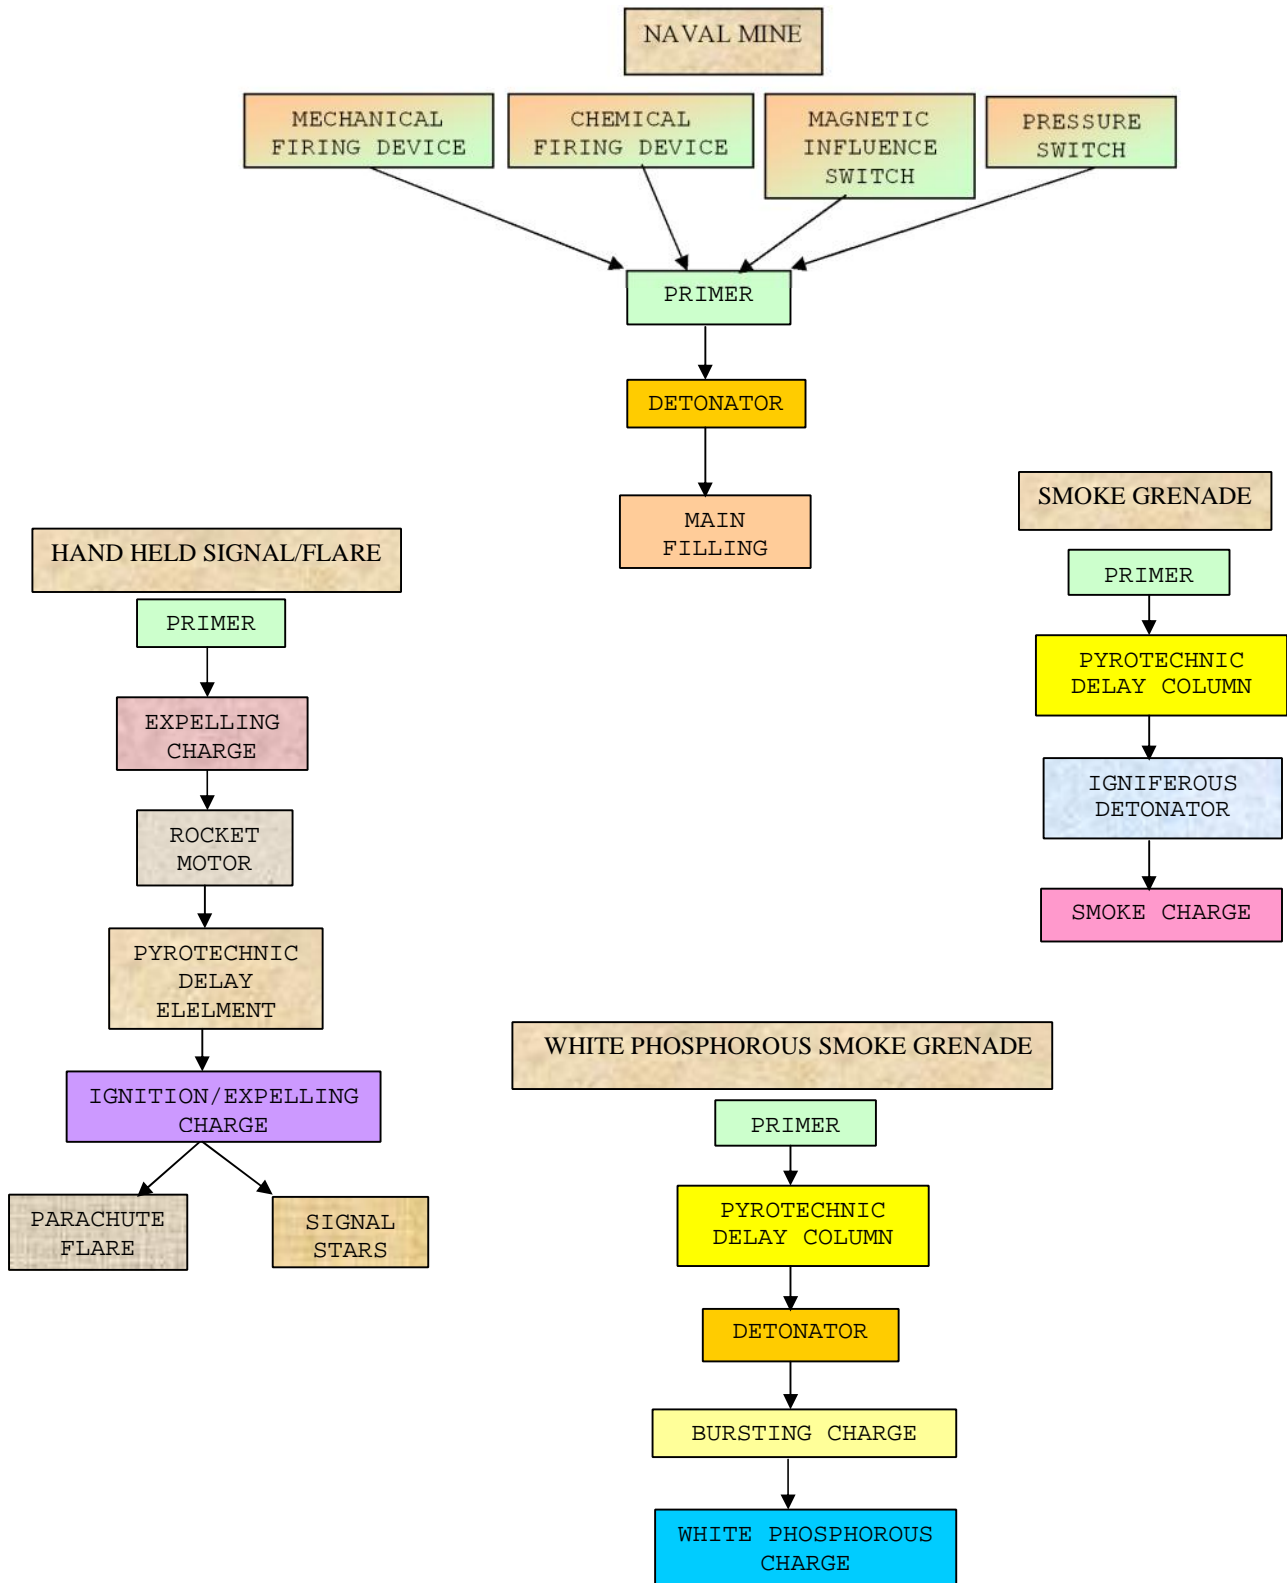 NAVAL MINE
MECHANICAL
FIRING DEVICE
CHEMICAL
FIRING DEVICE
MAGNETIC
INFLUENCE
SWITCH
PRESSURE
SWITCH
PRIMER
DETONATOR
MAIN
FILLING
HAND HELD SIGNAL/FLARE
PRIMER
EXPELLING
CHARGE
ROCKET
MOTOR
PYROTECHNIC
DELAY
ELELMENT
IGNITION/EXPELLING
CHARGE
PARACHUTE
FLARE
SIGNAL
STARS
SMOKE GRENADE
PRIMER
PYROTECHNIC
DELAY COLUMN
IGNIFEROUS
DETONATOR
SMOKE CHARGE
WHITE PHOSPHOROUS SMOKE GRENADE
PRIMER
PYROTECHNIC
DELAY COLUMN
DETONATOR
BURSTING CHARGE
WHITE PHOSPHOROUS
CHARGE